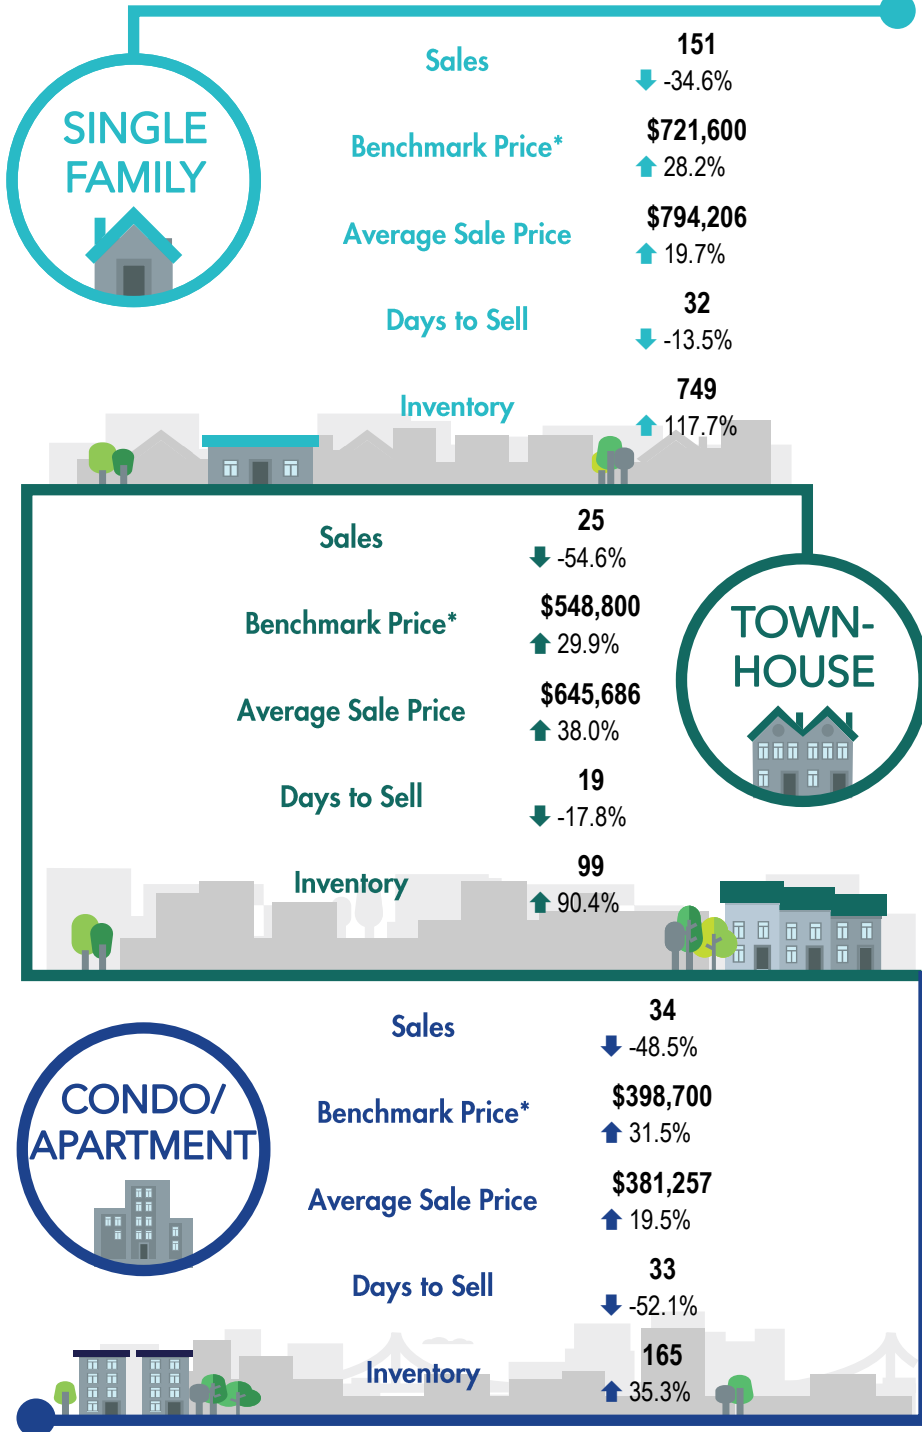 SINGLE
FAMILY
Sales
151
-34.6%
Benchmark Price*
$721,600
28.2%
Average Sale Price
$794,206
19.7%
Days to Sell
32
-13.5%
Inventory
749
117.7%
TOWN-
HOUSE
Sales
25
-54.6%
Benchmark Price*
$548,800
29.9%
Average Sale Price
$645,686
38.0%
Days to Sell
19
-17.8%
Inventory
99
90.4%
CONDO/
APARTMENT
Sales
34
-48.5%
Benchmark Price*
$398,700
31.5%
Average Sale Price
$381,257
19.5%
Days to Sell
33
-52.1%
Inventory
165
35.3%